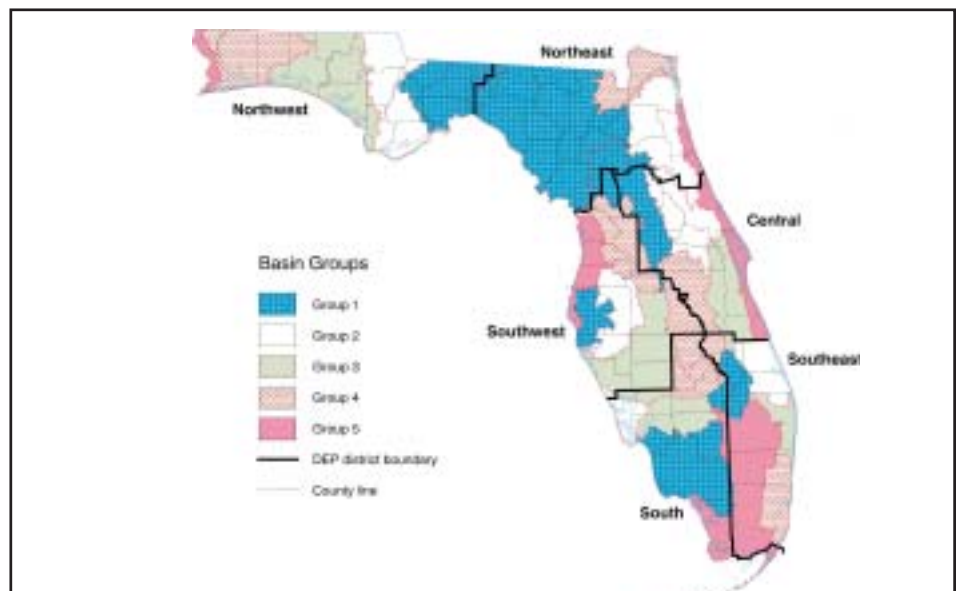 Northeast
Northwest
Central
Basin Groups
Group 1
Group 2
Southwest
Group 3
Southeast
Group 4
Group 5
DEP district boundary
County line
South